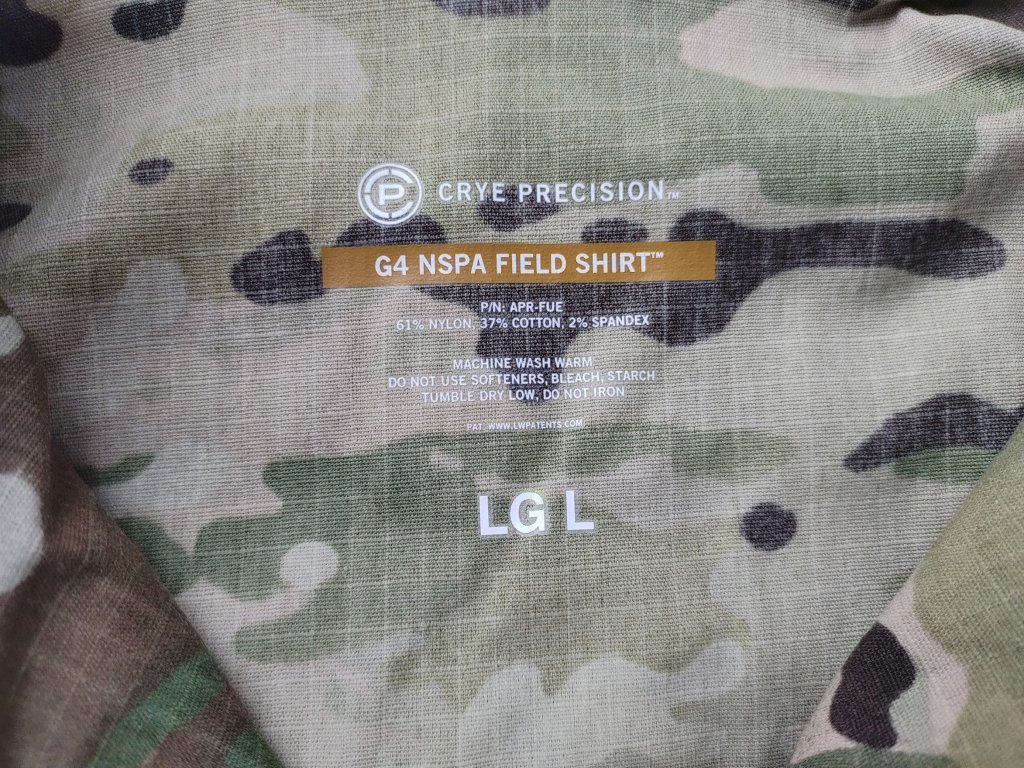 CP CRYE PRECISION™
G4 NSPA FIELD SHIRT™
P/N: APR-FUE
61% NYLON, 37% COTTON, 2% SPANDEX
MACHINE WASH WARM
DO NOT USE SOFTENERS, BLEACH, STARCH
TUMBLE DRY LOW, DO NOT IRON
PAT. WWW.LWPATENTS.COM
LG L